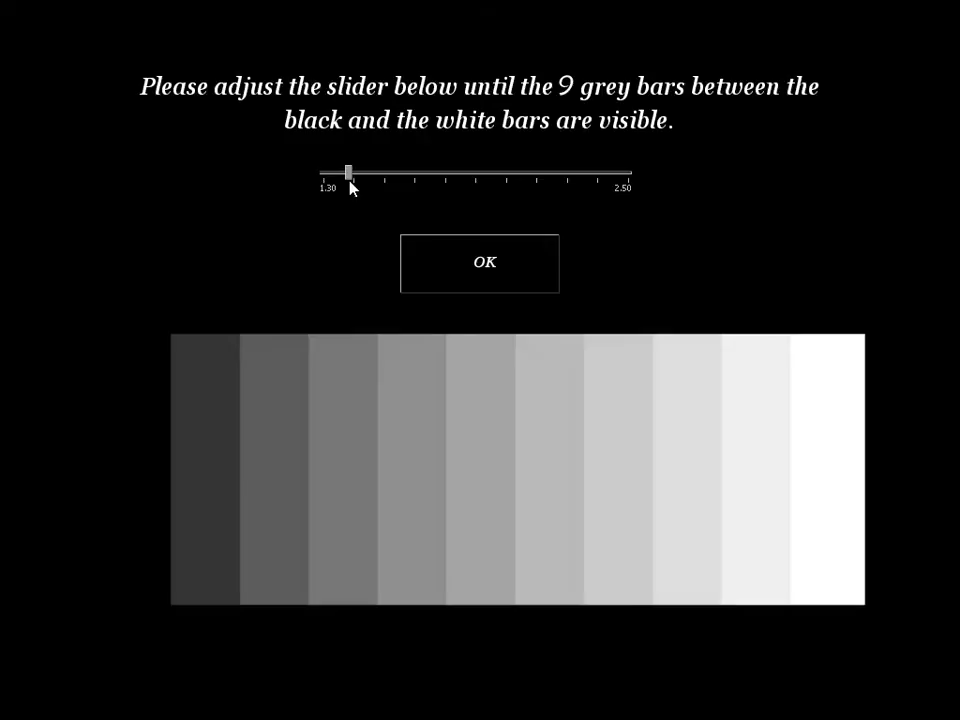 Please adjust the slider below until the 9 grey bars between the
black and the white bars are visible.
1.30 2.50
OK